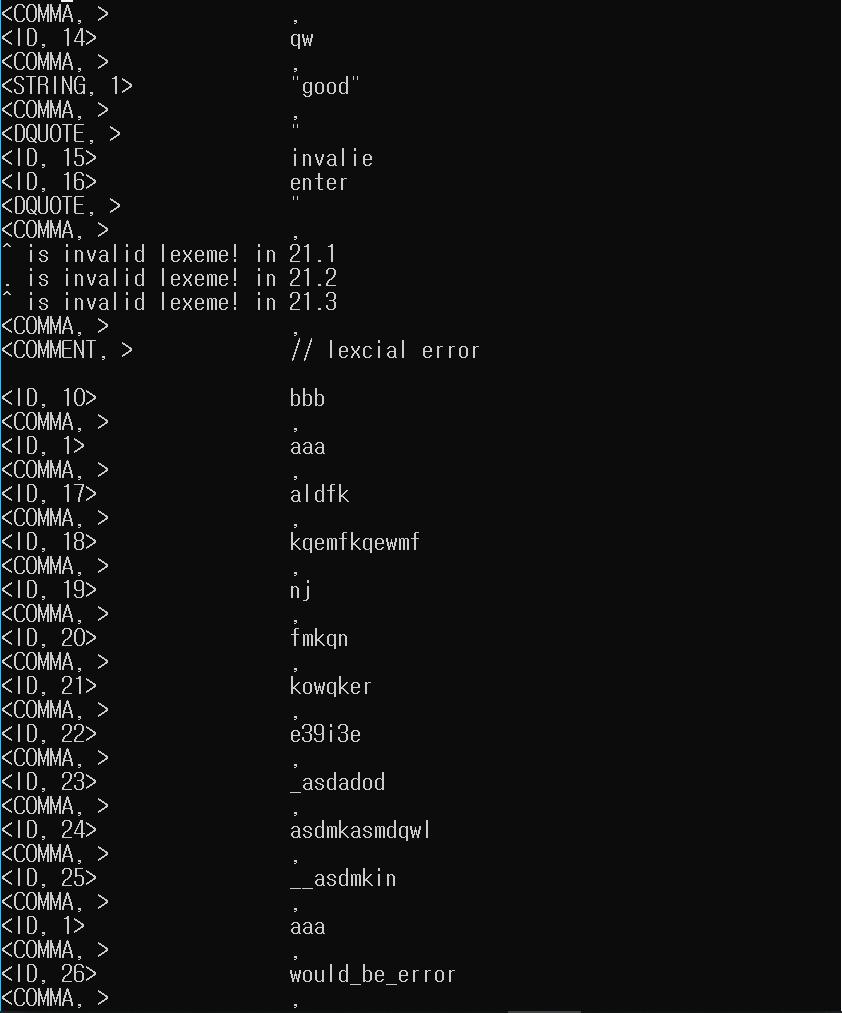 <COMMA, > ,
<ID, 14> qw
<COMMA, > ,
<STRING, 1> "good"
<COMMA, > ,
<DQUOTE, > "
<ID, 15> invalie
<ID, 16> enter
<DQUOTE, > "
<COMMA, > ,
^ is invalid lexeme! in 21.1
. is invalid lexeme! in 21.2
^ is invalid lexeme! in 21.3
<COMMA, > ,
<COMMENT, > // lexcial error
<ID, 10> bbb
<COMMA, > ,
<ID, 1> aaa
<COMMA, > ,
<ID, 17> aldfk
<COMMA, > ,
<ID, 18> kqemfkqewmf
<COMMA, > ,
<ID, 19> nj
<COMMA, > ,
<ID, 20> fmkqn
<COMMA, > ,
<ID, 21> kowqker
<COMMA, > ,
<ID, 22> e39i3e
<COMMA, > ,
<ID, 23> _asdadod
<COMMA, > ,
<ID, 24> asdmkasmdqwl
<COMMA, > ,
<ID, 25> __asdmkin
<COMMA, > ,
<ID, 1> aaa
<COMMA, > ,
<ID, 26> would_be_error
<COMMA, > ,